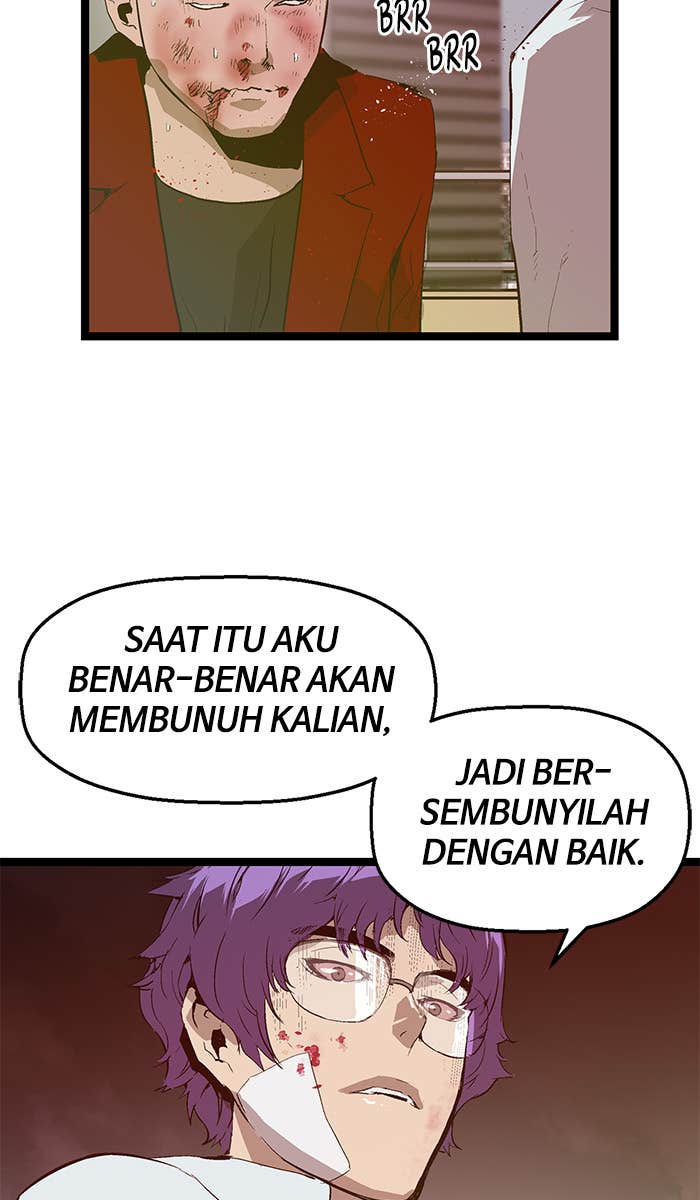 BRR
BRR
SAAT ITU AKU
BENAR-BENAR AKAN
MEMBUNUH KALIAN,
JADI BER-
SEMBUNYILAH
DENGAN BAIK.